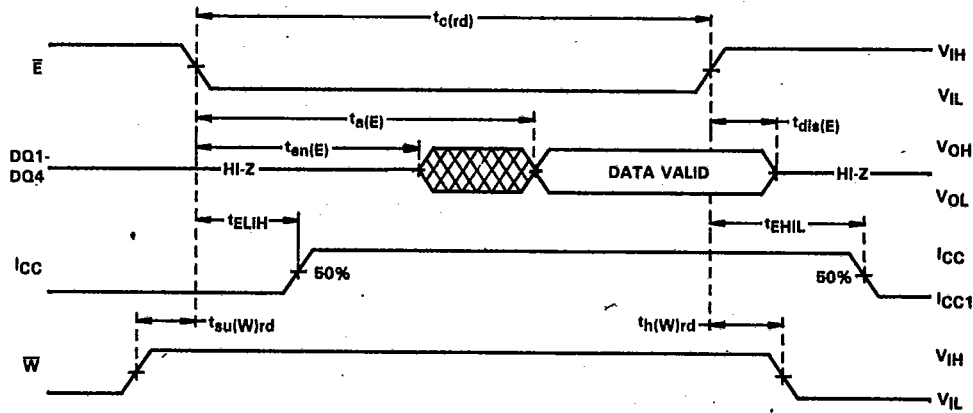 tc(rd)
E̅
VIH
VIL
ta(E)
tdis(E)
ten(E)
DQ1-
DQ4
HI-Z
DATA VALID
HI-Z
VOH
VOL
tELIH
tEHIL
ICC
50%
50%
ICC
ICC1
tsu(W)rd
th(W)rd
W̅
VIH
VIL